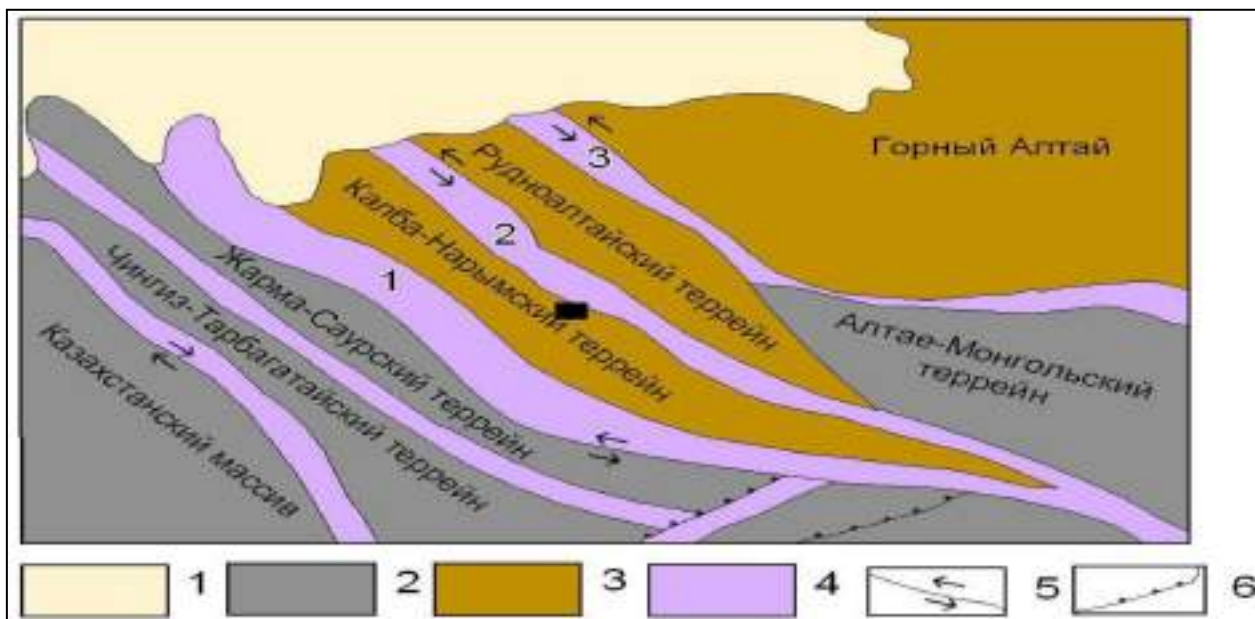 Горный Алтай
3
Рудноалтайский террейн
2
Калба-Нарымский террейн
1
Жарма-Саурский террейн
Чингиз-Тарбагатайский террейн
Казахстанский массив
Алтае-Монгольский
террейн
1 2 3 4 5 6